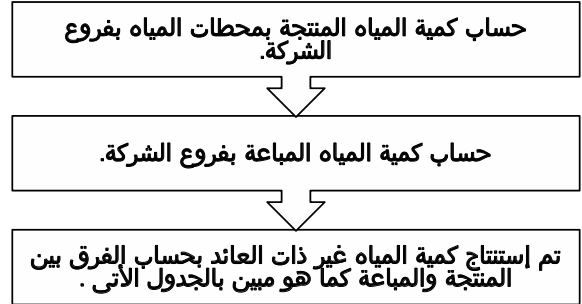 حساب كمية المياه المنتجة بمحطات المياه بفروع
الشركة.
حساب كمية المياه المباعة بفروع الشركة.
تم إستنتاج كمية المياه غير ذات العائد بحساب الفرق بين
المنتجة والمباعة كما هو مبين بالجدول الأتى .